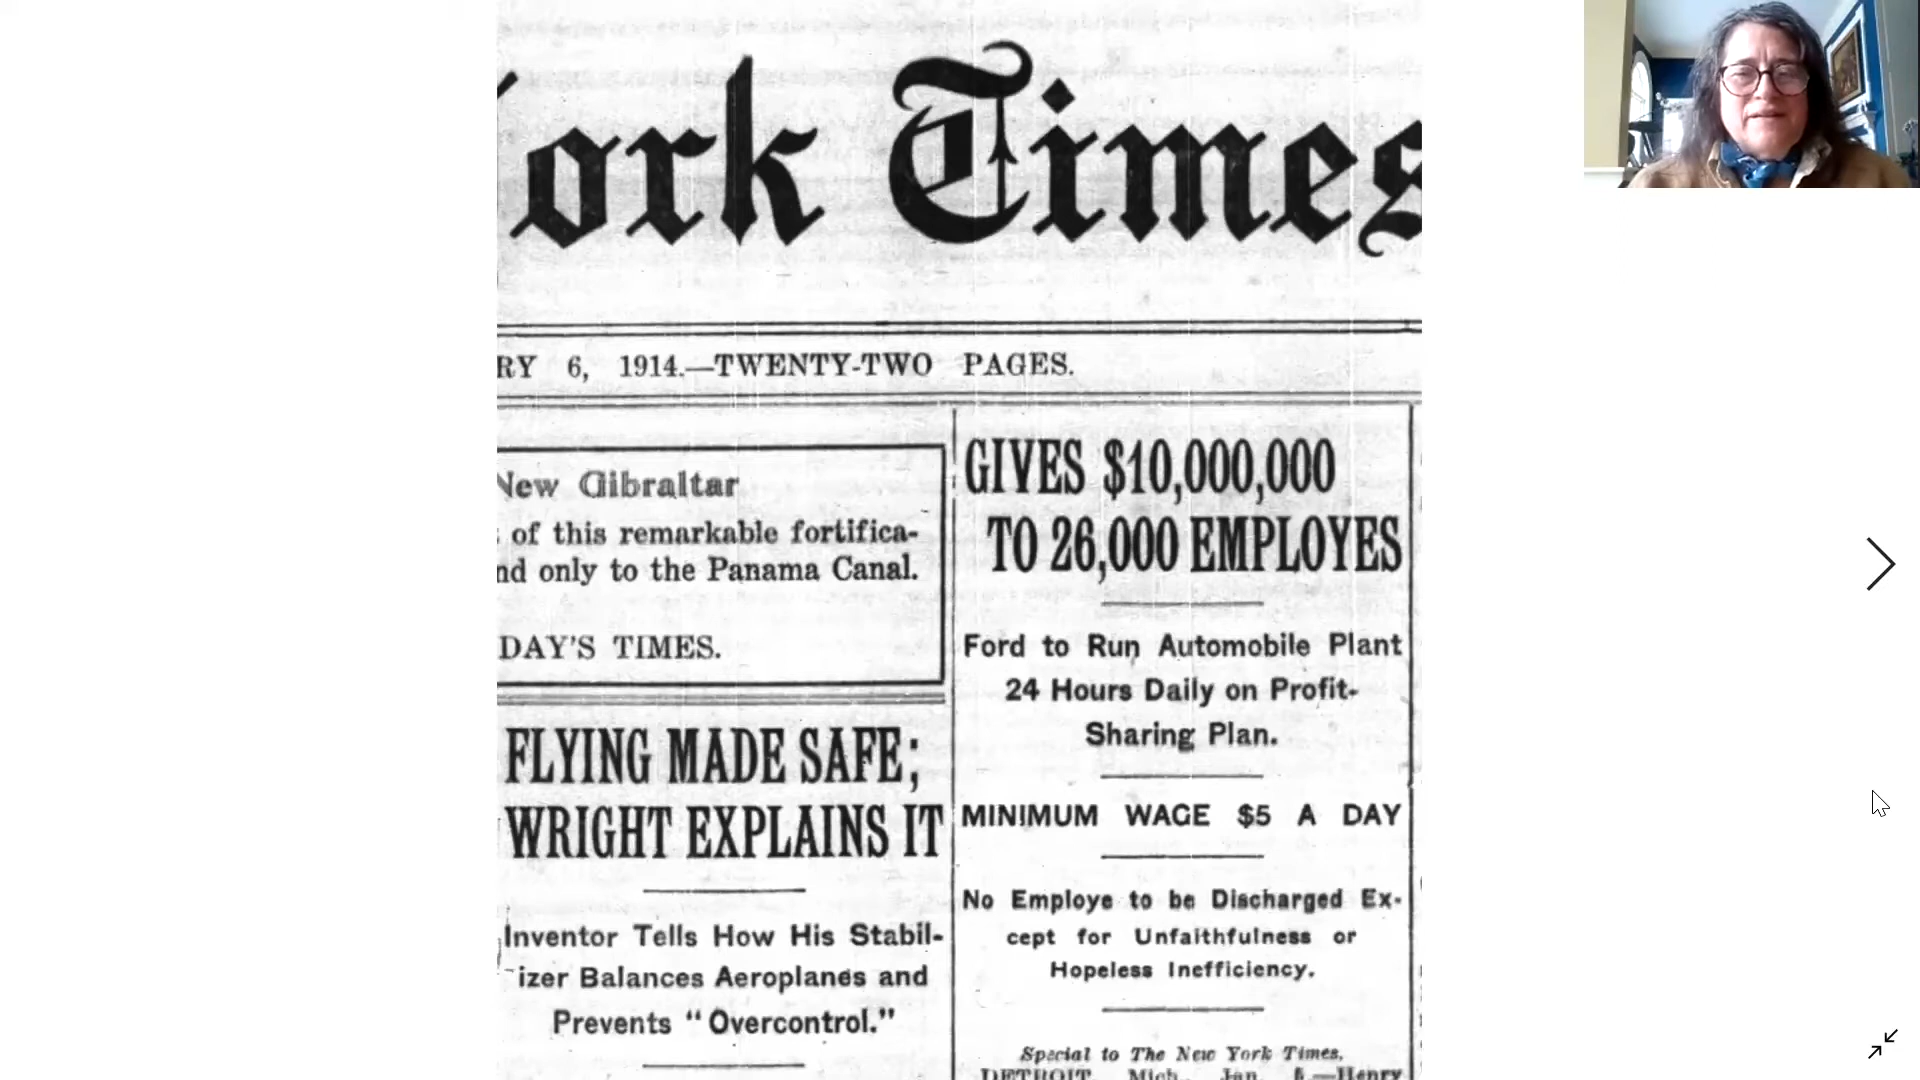 ork Times
RY 6, 1914.—TWENTY-TWO PAGES.
New Gibraltar
of this remarkable fortifica-
nd only to the Panama Canal.
DAY'S TIMES.
FLYING MADE SAFE;
WRIGHT EXPLAINS IT
Inventor Tells How His Stabil-
izer Balances Aeroplanes and
Prevents "Overcontrol."
GIVES $10,000,000
TO 26,000 EMPLOYES
Ford to Run Automobile Plant
24 Hours Daily on Profit-
Sharing Plan.
MINIMUM WAGE $5 A DAY
No Employe to be Discharged Ex-
cept for Unfaithfulness or
Hopeless Inefficiency.
Special to The New York Times.
DETROIT, Mich., Jan. 5.—Henry